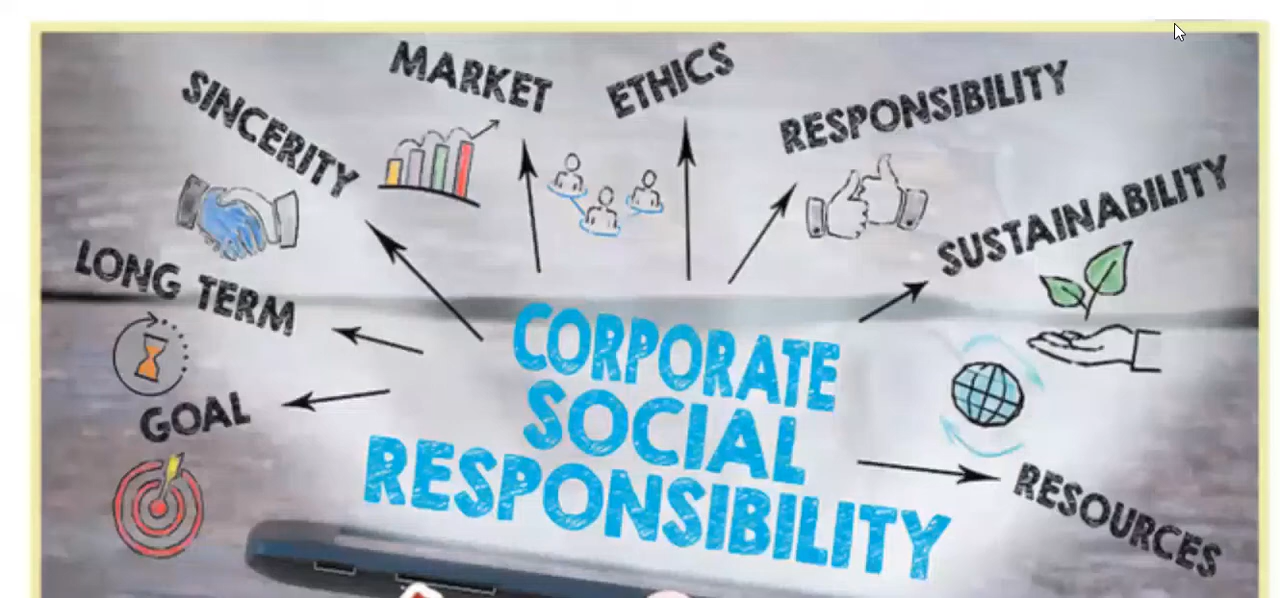 MARKET
ETHICS
SINCERITY
RESPONSIBILITY
SUSTAINABILITY
LONG TERM
CORPORATE
SOCIAL
RESPONSIBILITY
GOAL
RESOURCES